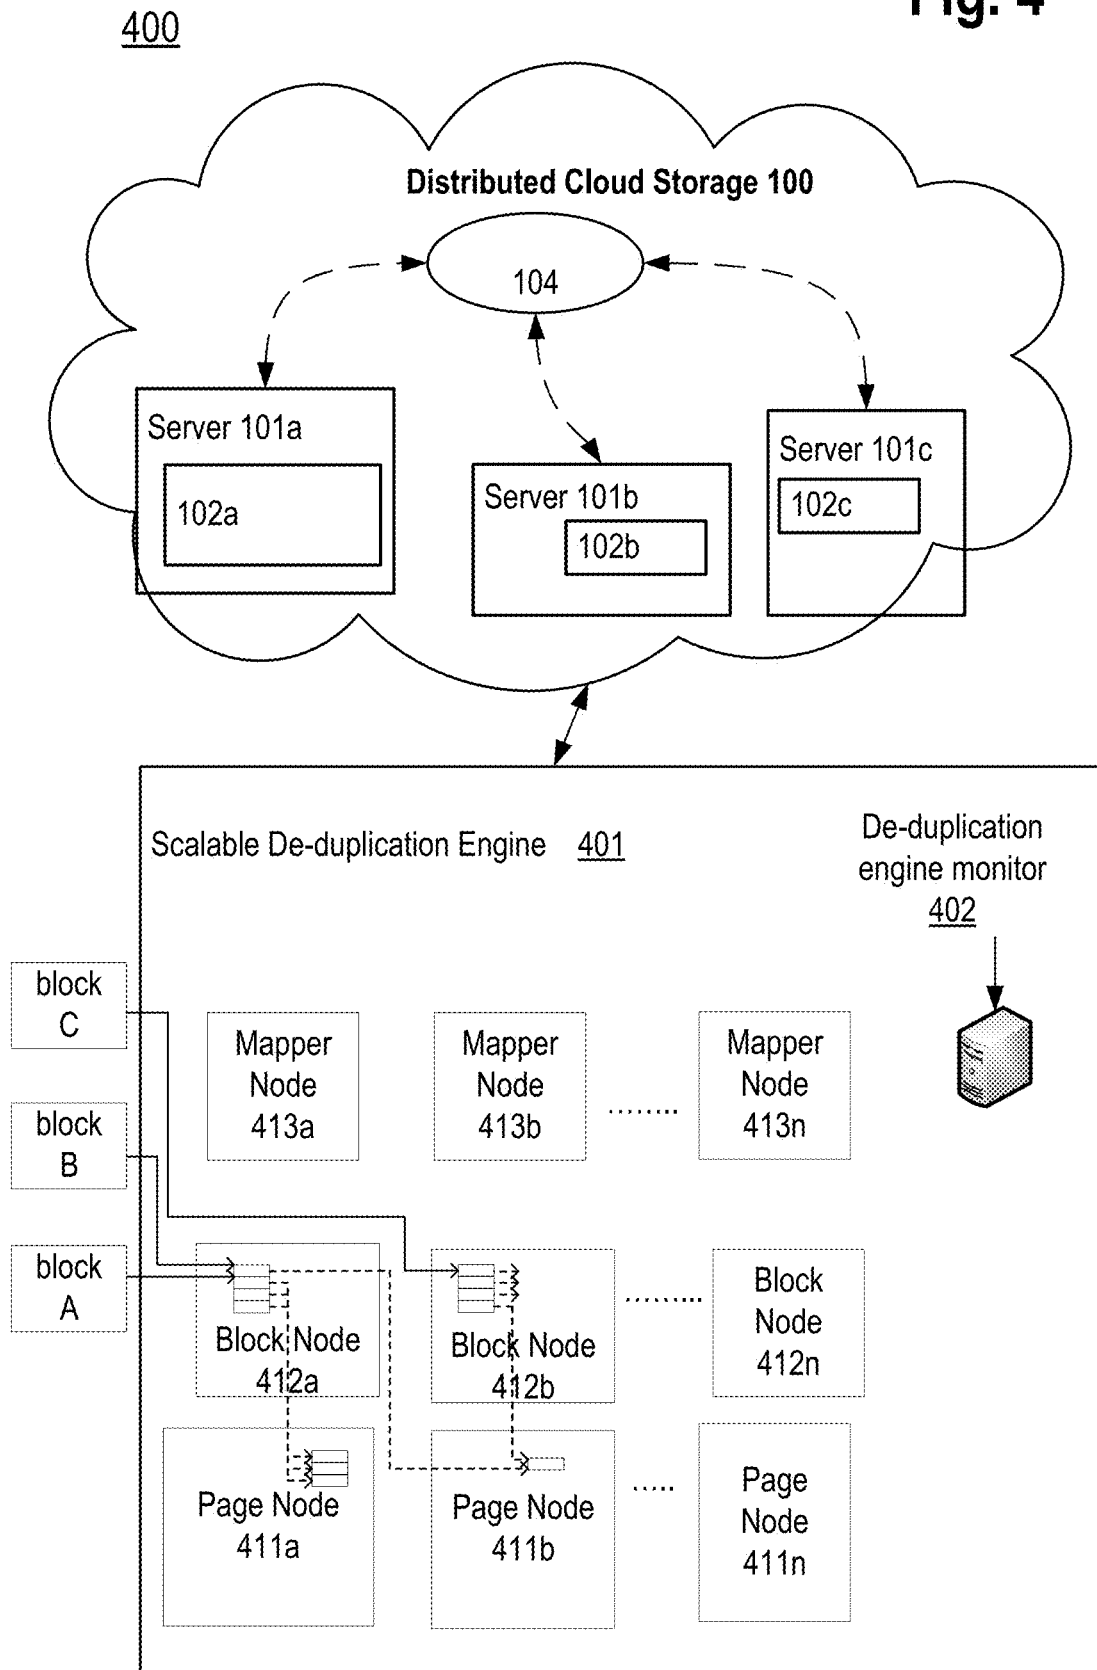 Fig. 4
400
Distributed Cloud Storage 100
104
Server 101a
102a
Server 101b
102b
Server 101c
102c
Scalable De-duplication Engine 401
De-duplication
engine monitor
402
block
C
block
B
block
A
Mapper
Node
413a
Mapper
Node
413b
........
Mapper
Node
413n
Block Node
412a
Block Node
412b
.........
Block
Node
412n
Page Node
411a
Page Node
411b
.....
Page
Node
411n